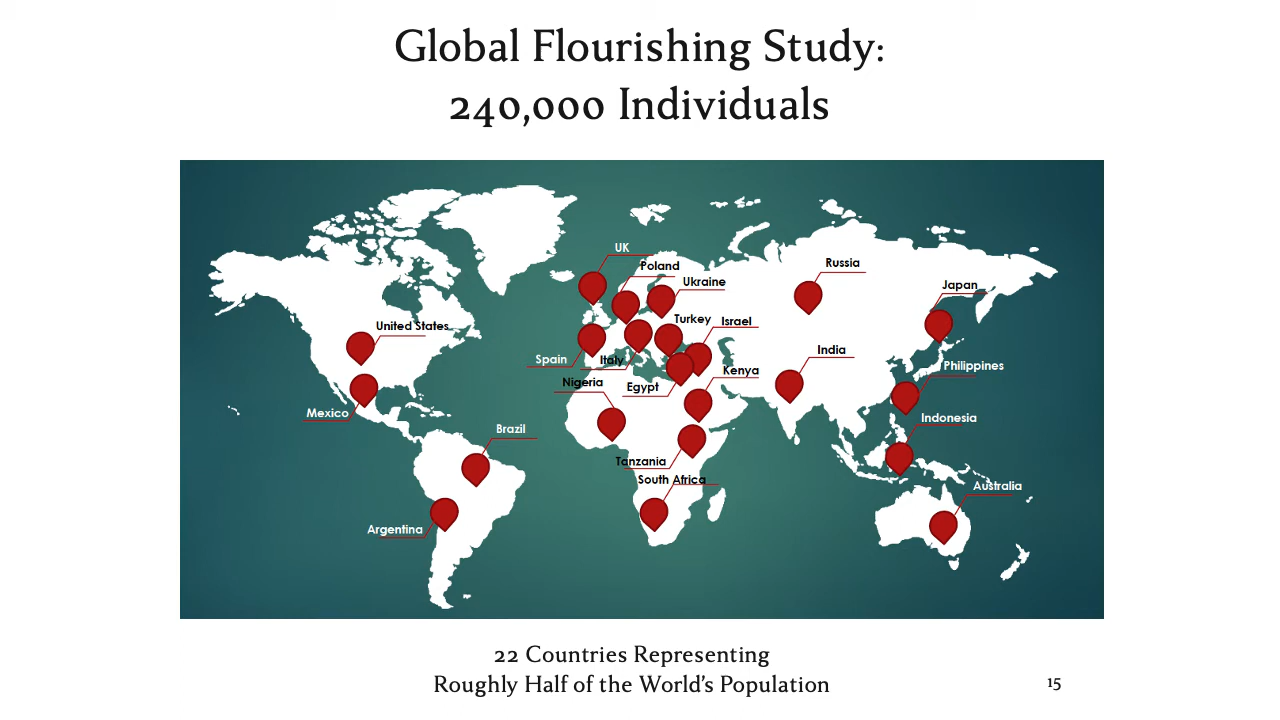 Global Flourishing Study:
240,000 Individuals
UK
Poland
Russia
Ukraine
Japan
Turkey
Israel
United States
India
Spain
Italy
Philippines
Kenya
Nigeria
Egypt
Mexico
Indonesia
Brazil
Tanzania
South Africa
Australia
Argentina
22 Countries Representing
Roughly Half of the World's Population
15